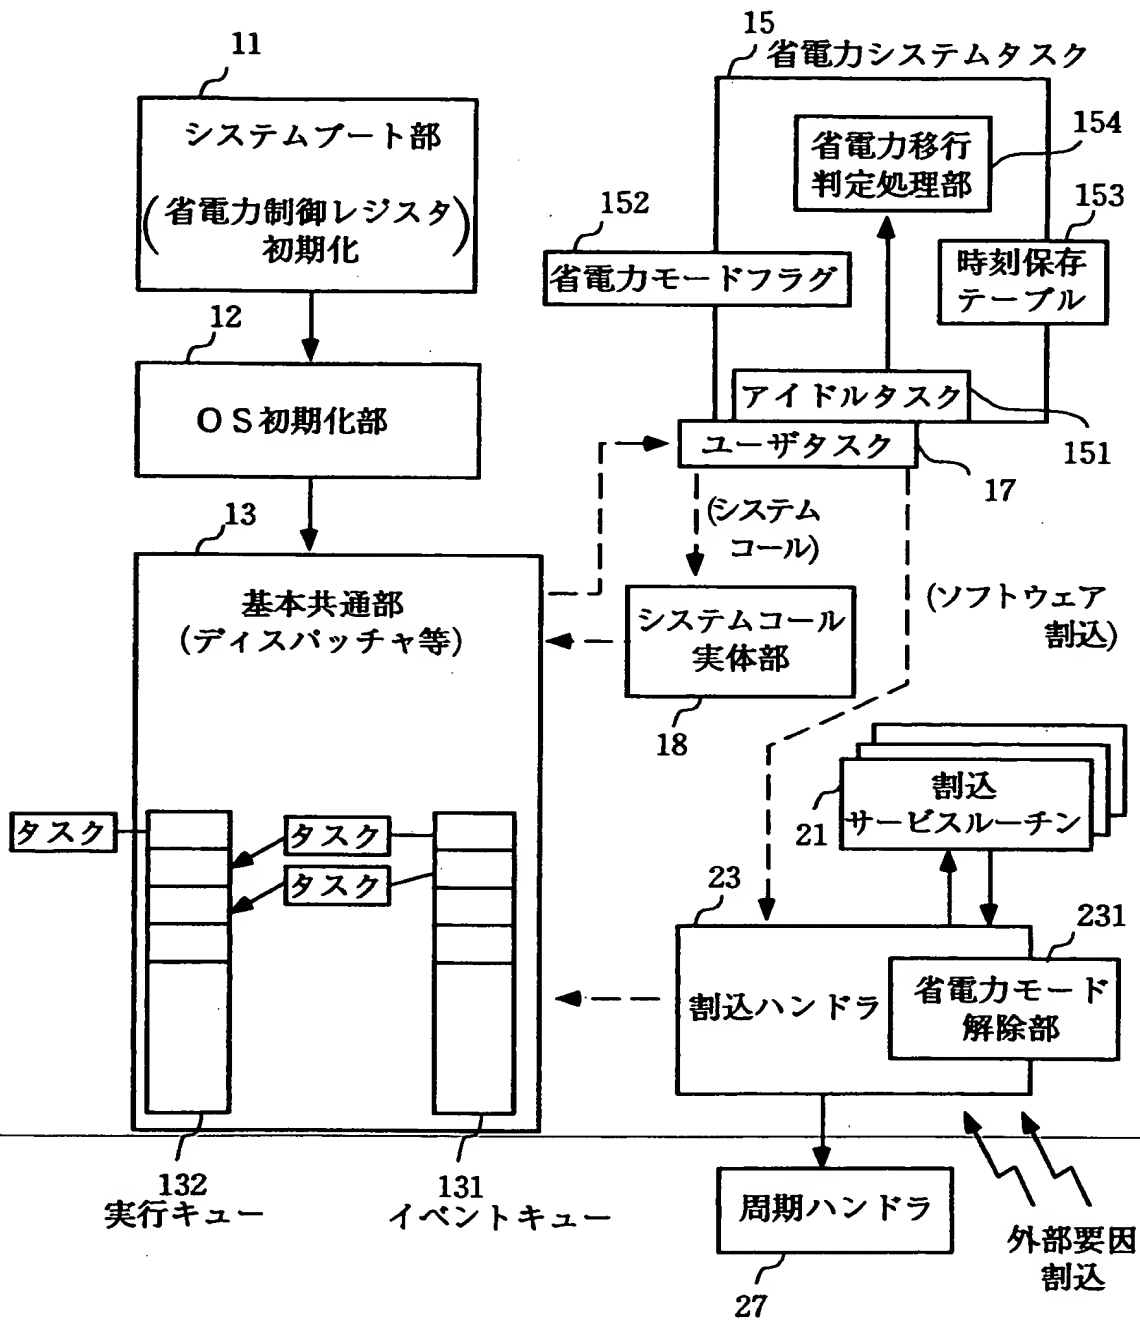 11
システムブート部
(省電力制御レジスタ)
初期化
12
OS初期化部
13
基本共通部
(ディスパッチャ等)
タスク
タスク
タスク
132
実行キュー
131
イベントキュー
15
省電力システムタスク
154
省電力移行
判定処理部
152
省電力モードフラグ
153
時刻保存
テーブル
アイドルタスク
151
ユーザタスク
17
(システム
コール)
(ソフトウェア
割込)
システムコール
実体部
18
割込
サービスルーチン
21
23
231
割込ハンドラ
省電力モード
解除部
周期ハンドラ
27
外部要因
割込